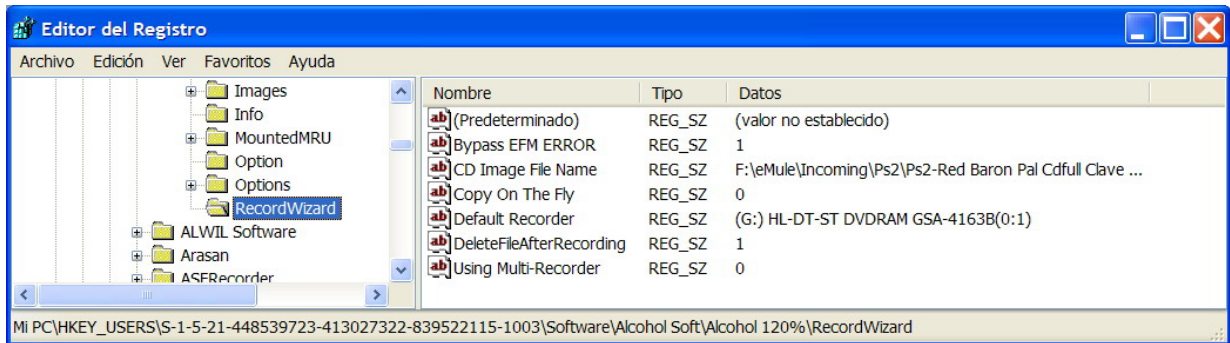 Editor del Registro
Archivo Edición Ver Favoritos Ayuda
Images
Info
MountedMRU
Option
Options
RecordWizard
ALWIL Software
Arasan
ASFRecorder
Nombre Tipo Datos
(Predeterminado) REG_SZ (valor no establecido)
Bypass EFM ERROR REG_SZ 1
CD Image File Name REG_SZ F:\eMule\Incoming\Ps2\Ps2-Red Baron Pal Cdfull Clave ...
Copy On The Fly REG_SZ 0
Default Recorder REG_SZ (G:) HL-DT-ST DVDRAM GSA-4163B(0:1)
DeleteFileAfterRecording REG_SZ 1
Using Multi-Recorder REG_SZ 0
Mi PC\HKEY_USERS\S-1-5-21-448539723-413027322-839522115-1003\Software\Alcohol Soft\Alcohol 120%\RecordWizard